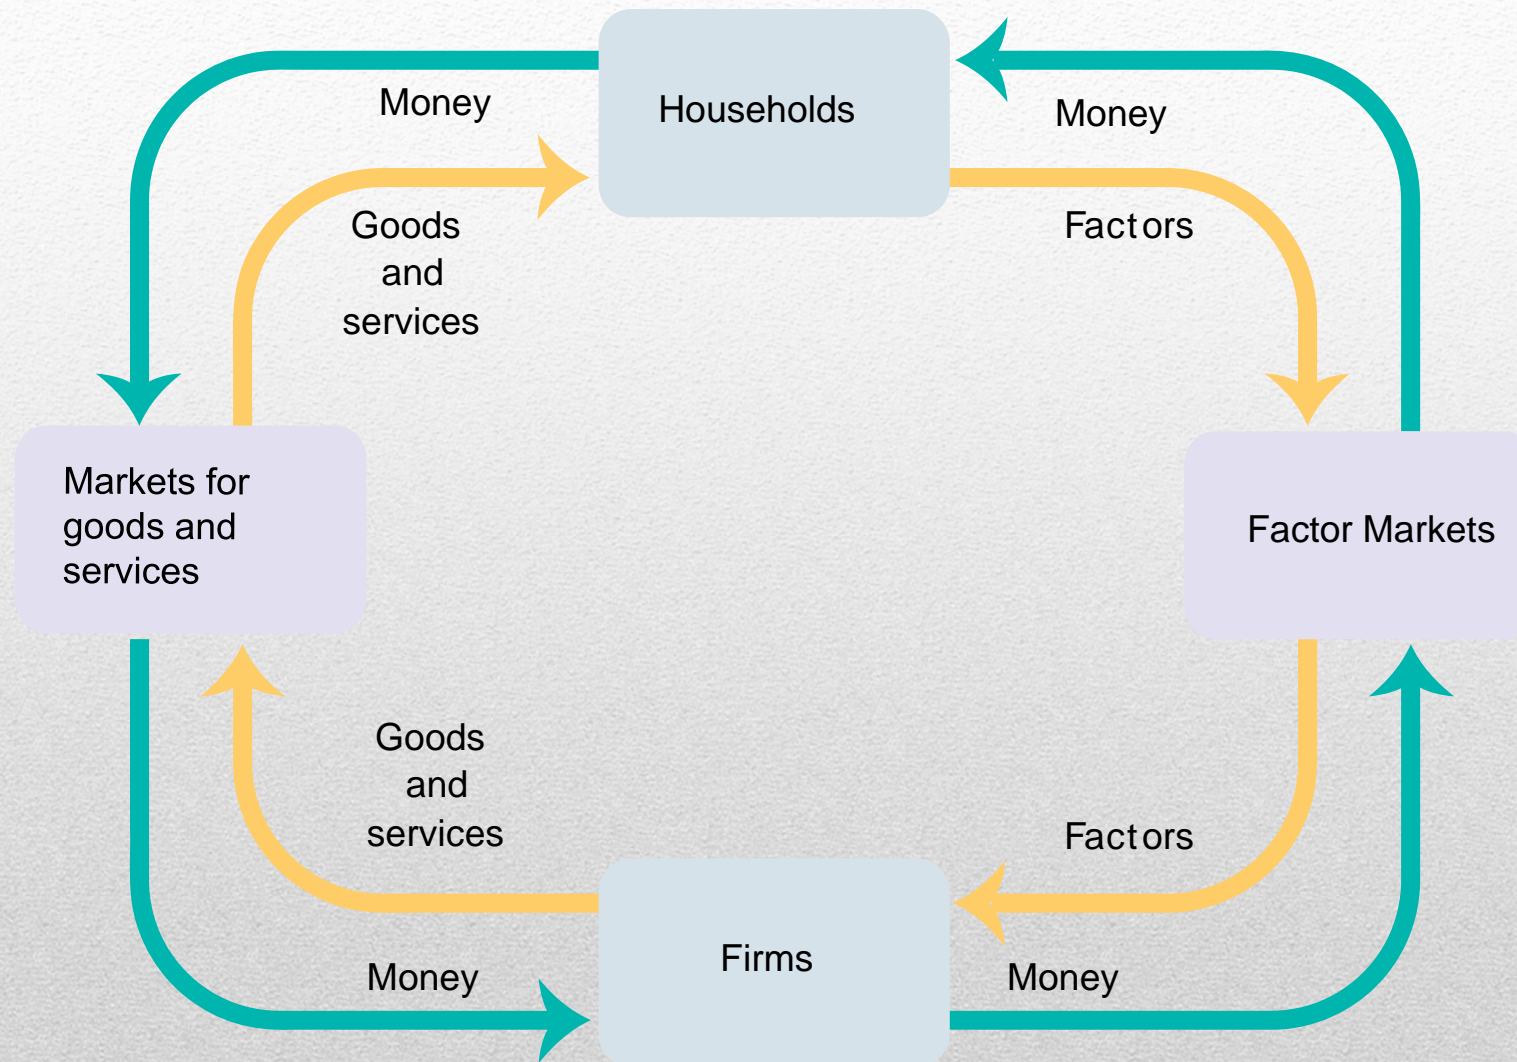 Households
Money
Money
Goods
and
services
Factors
Markets for
goods and
services
Factor Markets
Goods
and
services
Factors
Firms
Money
Money